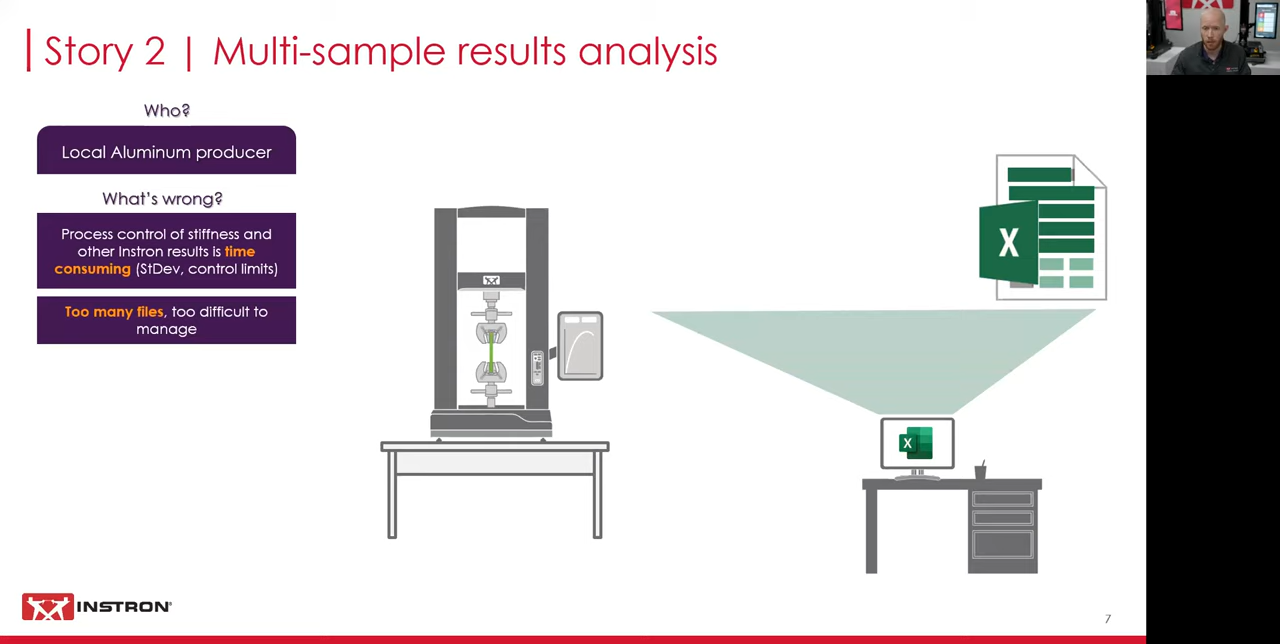 Story 2 | Multi-sample results analysis
Who?
Local Aluminum producer
What's wrong?
Process control of stiffness and
other Instron results is time
consuming (StDev, control limits)
Too many files, too difficult to
manage
X
X
INSTRON®
7